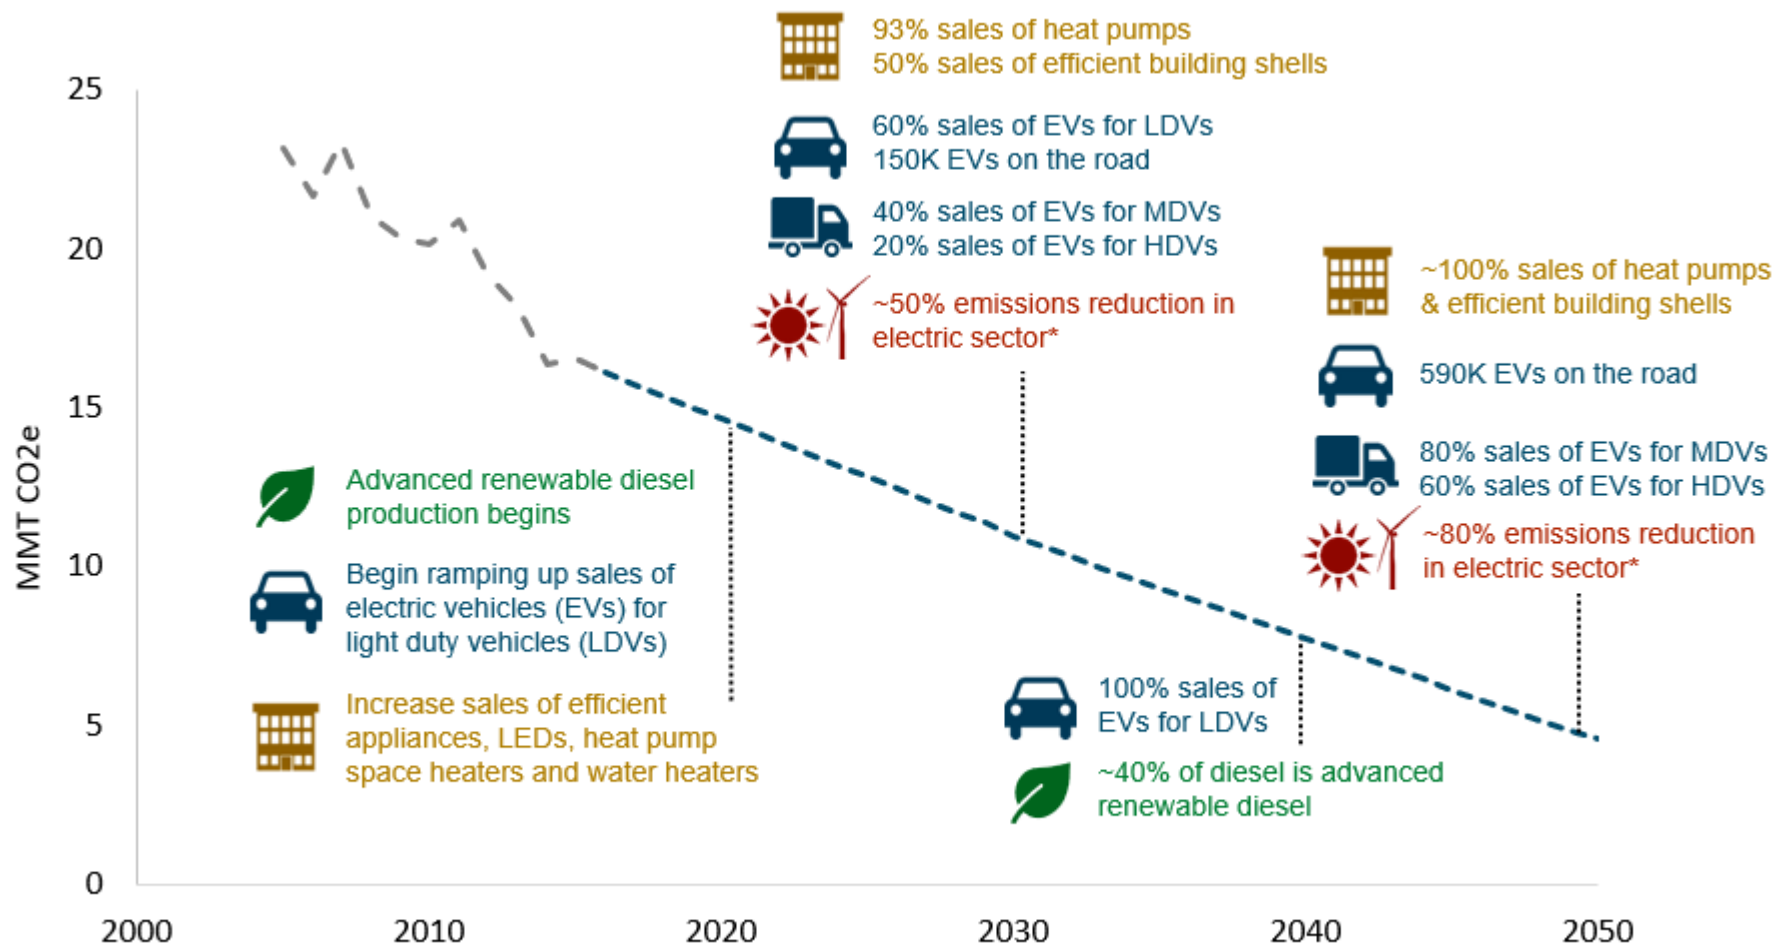 93% sales of heat pumps
50% sales of efficient building shells
60% sales of EVs for LDVs
150K EVs on the road
40% sales of EVs for MDVs
20% sales of EVs for HDVs
~50% emissions reduction in
electric sector*
~100% sales of heat pumps
& efficient building shells
590K EVs on the road
80% sales of EVs for MDVs
60% sales of EVs for HDVs
~80% emissions reduction
in electric sector*
Advanced renewable diesel
production begins
Begin ramping up sales of
electric vehicles (EVs) for
light duty vehicles (LDVs)
Increase sales of efficient
appliances, LEDs, heat pump
space heaters and water heaters
100% sales of
EVs for LDVs
~40% of diesel is advanced
renewable diesel
MMT CO2e
25
20
15
10
5
0
2000
2010
2020
2030
2040
2050